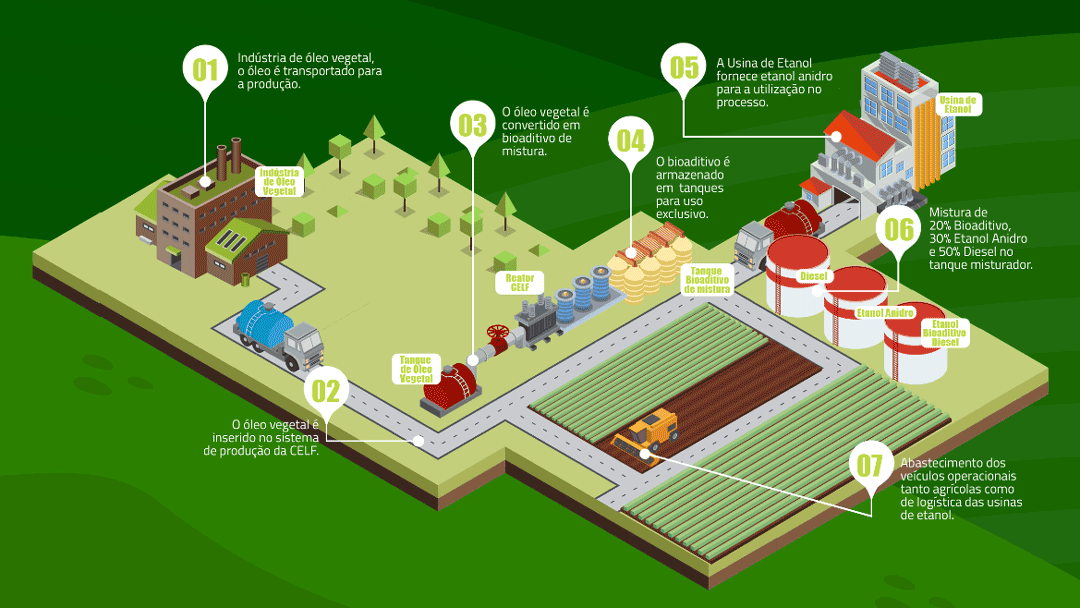 01
Indústria de óleo vegetal,
o óleo é transportado para
a produção.
Indústria
de Óleo
Vegetal
02
O óleo vegetal é
inserido no sistema
de produção da CELF.
03
O óleo vegetal é
convertido em
bioaditivo de
mistura.
Tanque
de Óleo
Vegetal
Reator
CELF
04
O bioaditivo é
armazenado
em tanques
para uso
exclusivo.
Tanque
Bioaditivo
de mistura
05
A Usina de Etanol
fornece etanol anidro
para a utilização no
processo.
Usina de
Etanol
06
Mistura de
20% Bioaditivo,
30% Etanol Anidro
e 50% Diesel no
tanque misturador.
Diesel
Etanol Anidro
Etanol
Bioaditivo
Diesel
07
Abastecimento dos
veículos operacionais
tanto agrícolas como
de logística das usinas
de etanol.